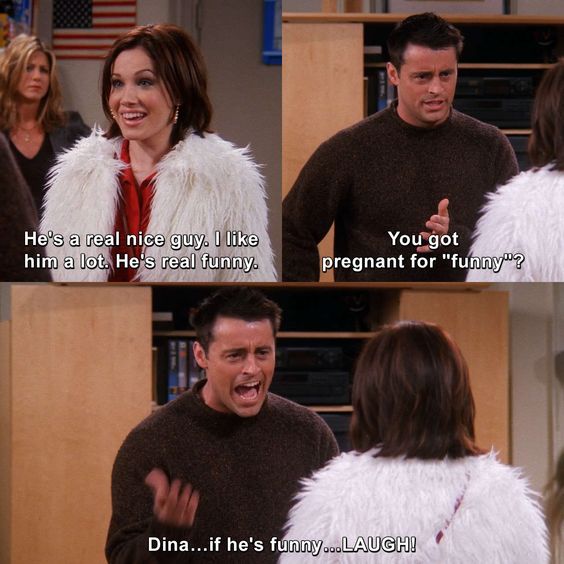 He's a real nice guy. I like
him a lot. He's real funny.
You got
pregnant for "funny"?
Dina...if he's funny...LAUGH!